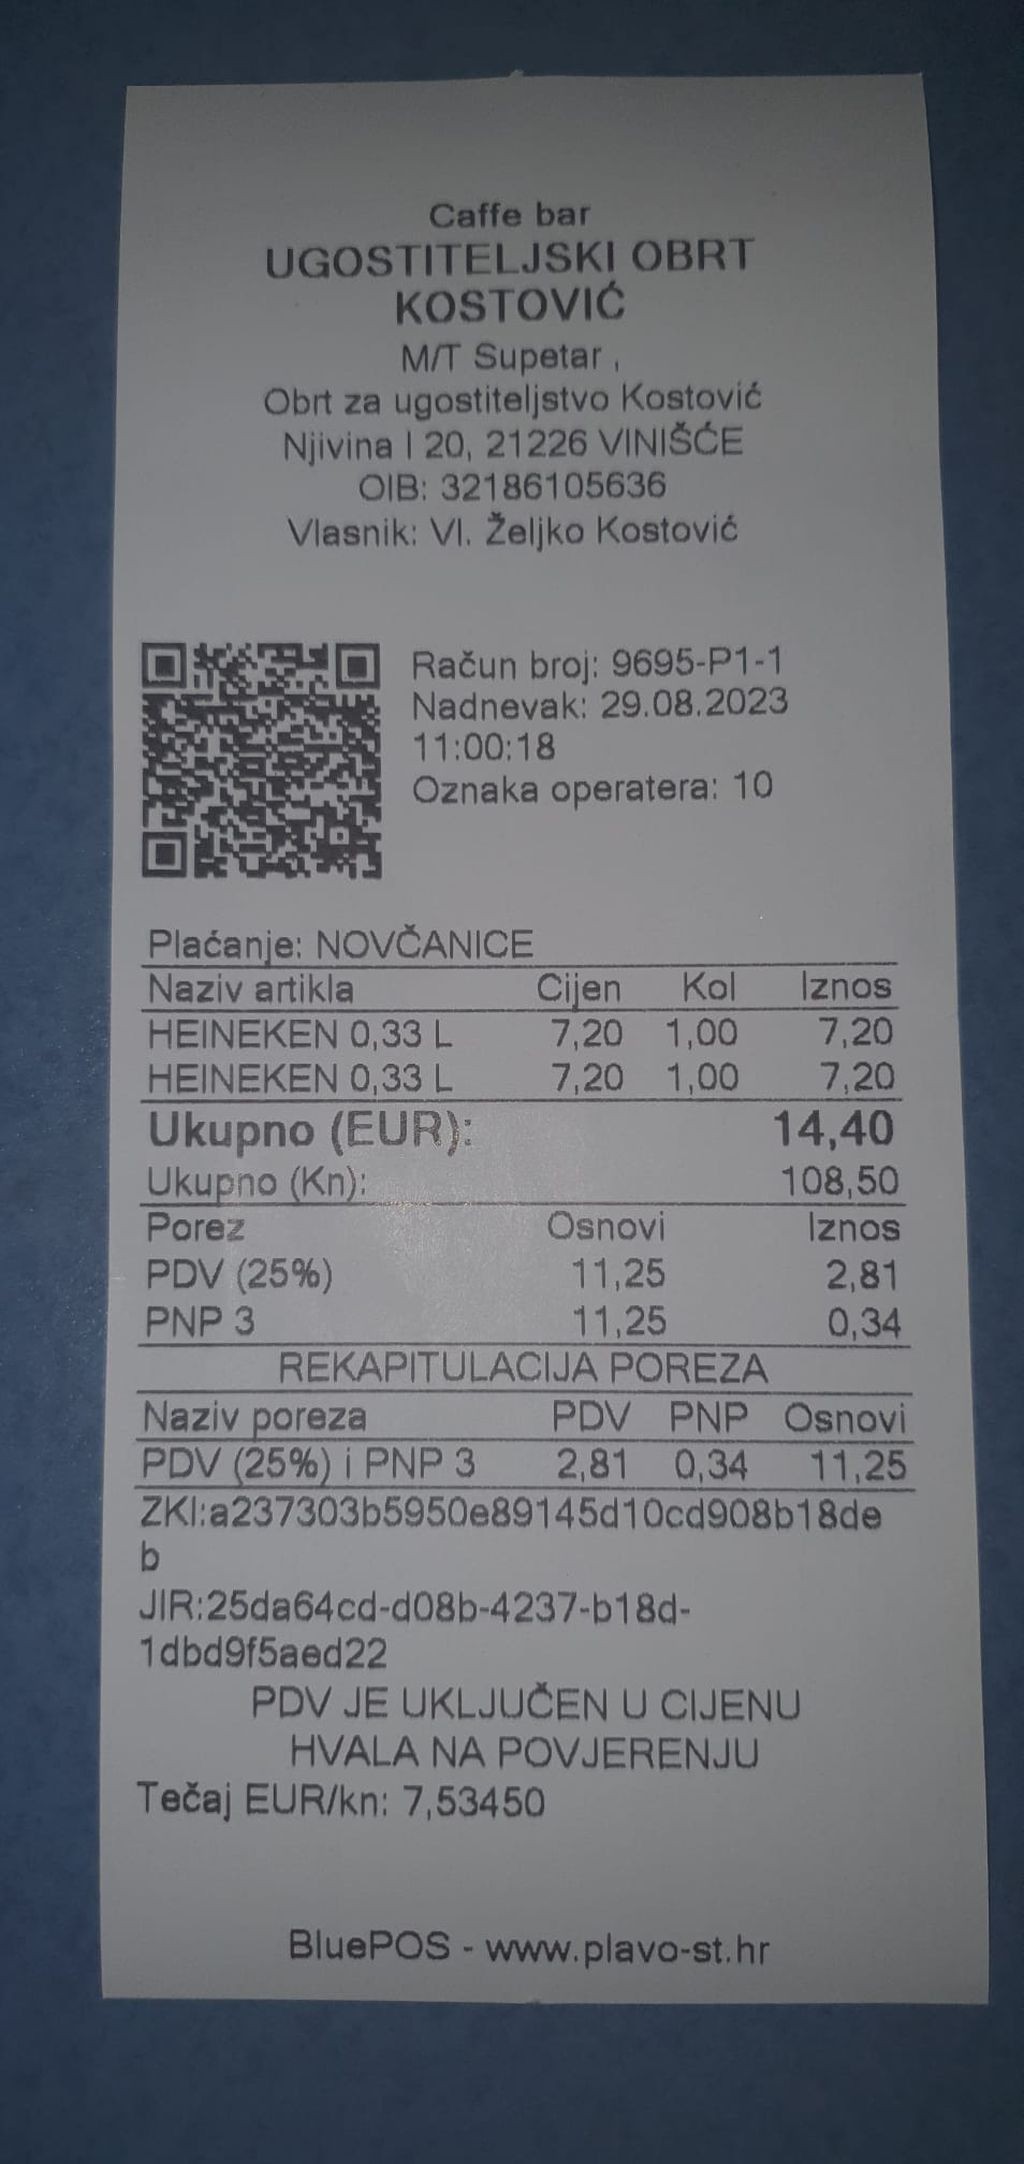 Caffe bar
UGOSTITELJSKI OBRT
KOSTOVIĆ
M/T Supetar ,
Obrt za ugostiteljstvo Kostović
Njivina I 20, 21226 VINIŠĆE
OIB: 32186105636
Vlasnik: Vl. Željko Kostović
Račun broj: 9695-P1-1
Nadnevak: 29.08.2023
11:00:18
Oznaka operatera: 10
Plaćanje: NOVČANICE
Naziv artikla Cijen Kol Iznos
HEINEKEN 0,33 L 7,20 1,00 7,20
HEINEKEN 0,33 L 7,20 1,00 7,20
Ukupno (EUR): 14,40
Ukupno (Kn): 108,50
Porez Osnovi Iznos
PDV (25%) 11,25 2,81
PNP 3 11,25 0,34
REKAPITULACIJA POREZA
Naziv poreza PDV PNP Osnovi
PDV (25%) i PNP 3 2,81 0,34 11,25
ZKI:a237303b5950e89145d10cd908b18de
b
JIR:25da64cd-d08b-4237-b18d-
1dbd9f5aed22
PDV JE UKLJUČEN U CIJENU
HVALA NA POVJERENJU
Tečaj EUR/kn: 7,53450
BluePOS - www.plavo-st.hr